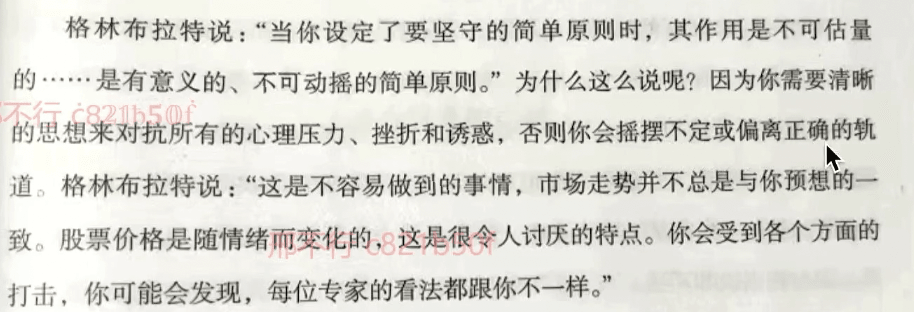 格林布拉特说：“当你设定了要坚守的简单原则时，其作用是不可估量
的……是有意义的、不可动摇的简单原则。”为什么这么说呢？因为你需要清晰
不行 c821b50f
的思想来对抗所有的心理压力、挫折和诱惑，否则你会摇摆不定或偏离正确的轨
道。格林布拉特说：“这是不容易做到的事情，市场走势并不总是与你预想的一
致。股票价格是随情绪而变化的，这是很令人讨厌的特点。你会受到各个方面的
邢不行 c821b50f
打击，你可能会发现，每位专家的看法都跟你不一样。”